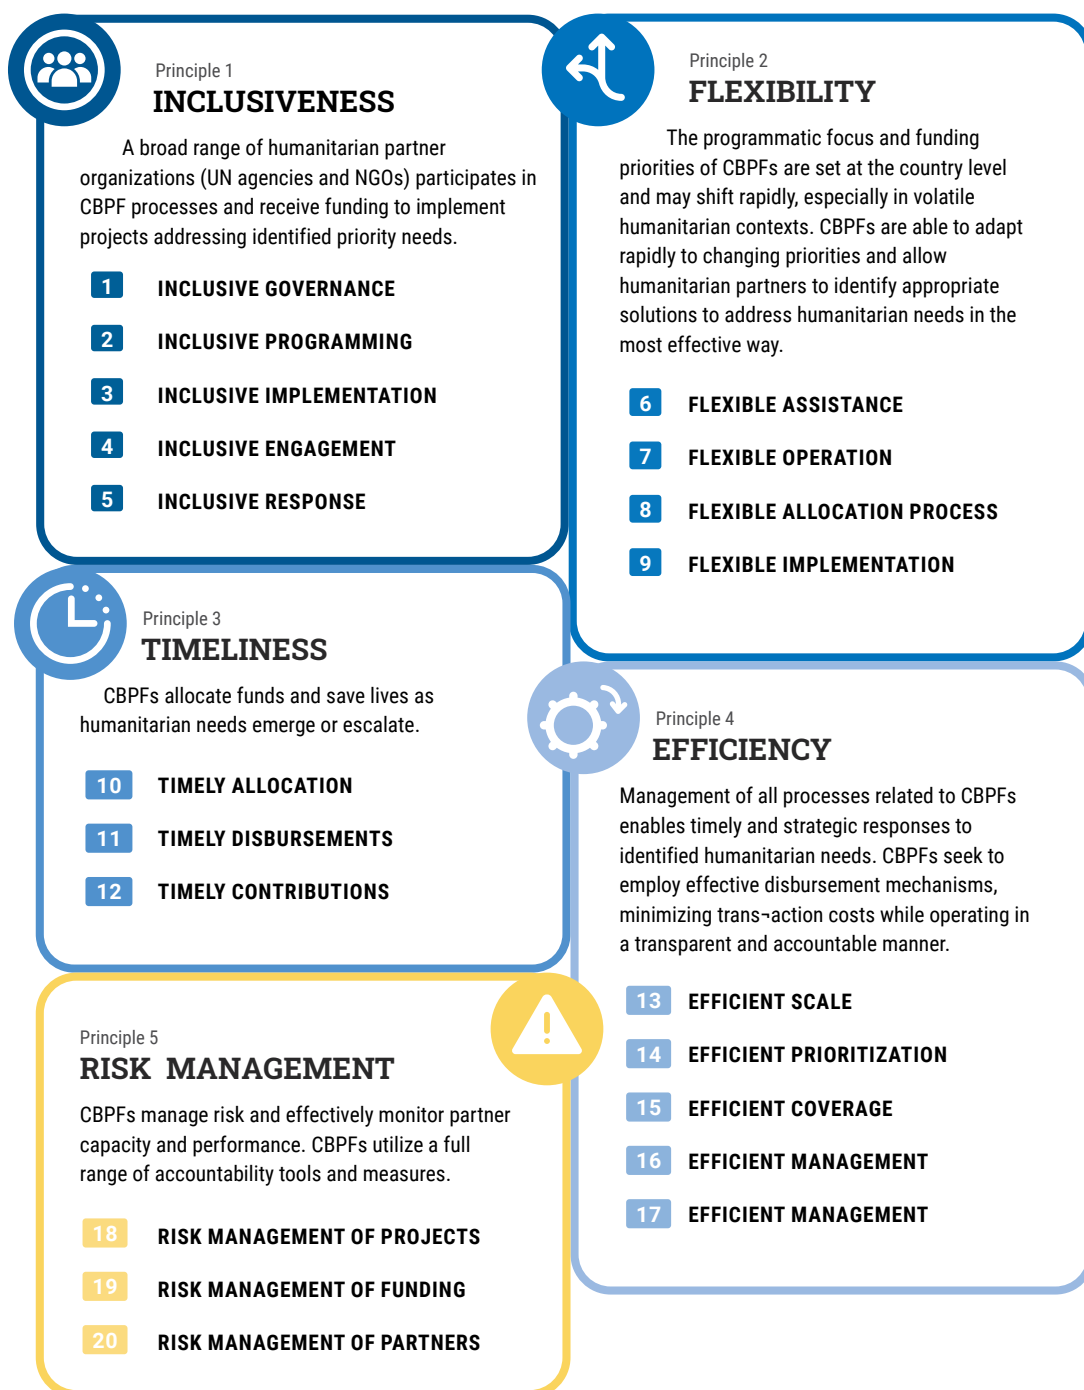 Principle 1
INCLUSIVENESS
A broad range of humanitarian partner
organizations (UN agencies and NGOs) participates in
CBPF processes and receive funding to implement
projects addressing identified priority needs.
1 INCLUSIVE GOVERNANCE
2 INCLUSIVE PROGRAMMING
3 INCLUSIVE IMPLEMENTATION
4 INCLUSIVE ENGAGEMENT
5 INCLUSIVE RESPONSE
Principle 2
FLEXIBILITY
The programmatic focus and funding
priorities of CBPFs are set at the country level
and may shift rapidly, especially in volatile
humanitarian contexts. CBPFs are able to adapt
rapidly to changing priorities and allow
humanitarian partners to identify appropriate
solutions to address humanitarian needs in the
most effective way.
6 FLEXIBLE ASSISTANCE
7 FLEXIBLE OPERATION
8 FLEXIBLE ALLOCATION PROCESS
9 FLEXIBLE IMPLEMENTATION
Principle 3
TIMELINESS
CBPFs allocate funds and save lives as
humanitarian needs emerge or escalate.
10 TIMELY ALLOCATION
11 TIMELY DISBURSEMENTS
12 TIMELY CONTRIBUTIONS
Principle 4
EFFICIENCY
Management of all processes related to CBPFs
enables timely and strategic responses to
identified humanitarian needs. CBPFs seek to
employ effective disbursement mechanisms,
minimizing trans¬action costs while operating in
a transparent and accountable manner.
13 EFFICIENT SCALE
14 EFFICIENT PRIORITIZATION
15 EFFICIENT COVERAGE
16 EFFICIENT MANAGEMENT
17 EFFICIENT MANAGEMENT
Principle 5
RISK MANAGEMENT
CBPFs manage risk and effectively monitor partner
capacity and performance. CBPFs utilize a full
range of accountability tools and measures.
18 RISK MANAGEMENT OF PROJECTS
19 RISK MANAGEMENT OF FUNDING
20 RISK MANAGEMENT OF PARTNERS